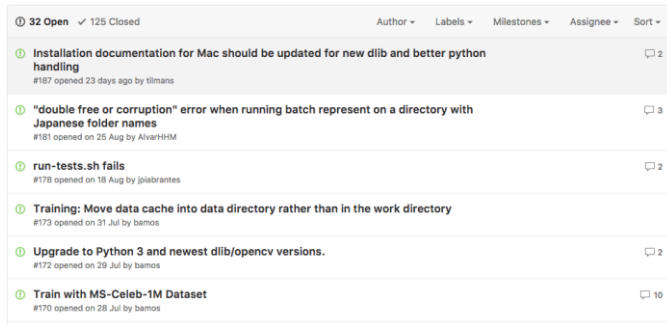 32 Open 125 Closed Author Labels Milestones Assignee Sort
Installation documentation for Mac should be updated for new dlib and better python
handling
2
#187 opened 23 days ago by tilmans
"double free or corruption" error when running batch represent on a directory with
Japanese folder names
3
#181 opened on 25 Aug by AlvarHHM
run-tests.sh fails
2
#178 opened on 18 Aug by jpiabrantes
Training: Move data cache into data directory rather than in the work directory
#173 opened on 31 Jul by bamos
Upgrade to Python 3 and newest dlib/opencv versions.
2
#172 opened on 29 Jul by bamos
Train with MS-Celeb-1M Dataset
10
#170 opened on 28 Jul by bamos